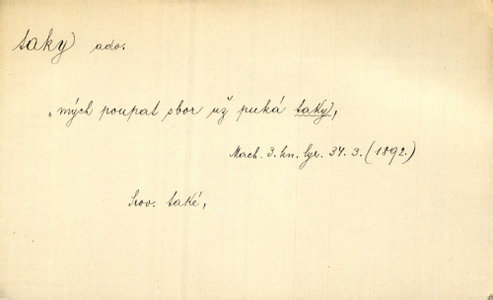 taky adv.
„mých poupat sbor už puká taky,
Mach. 3. kn. lyr. 34. 3. (1892.)
Srov. také,